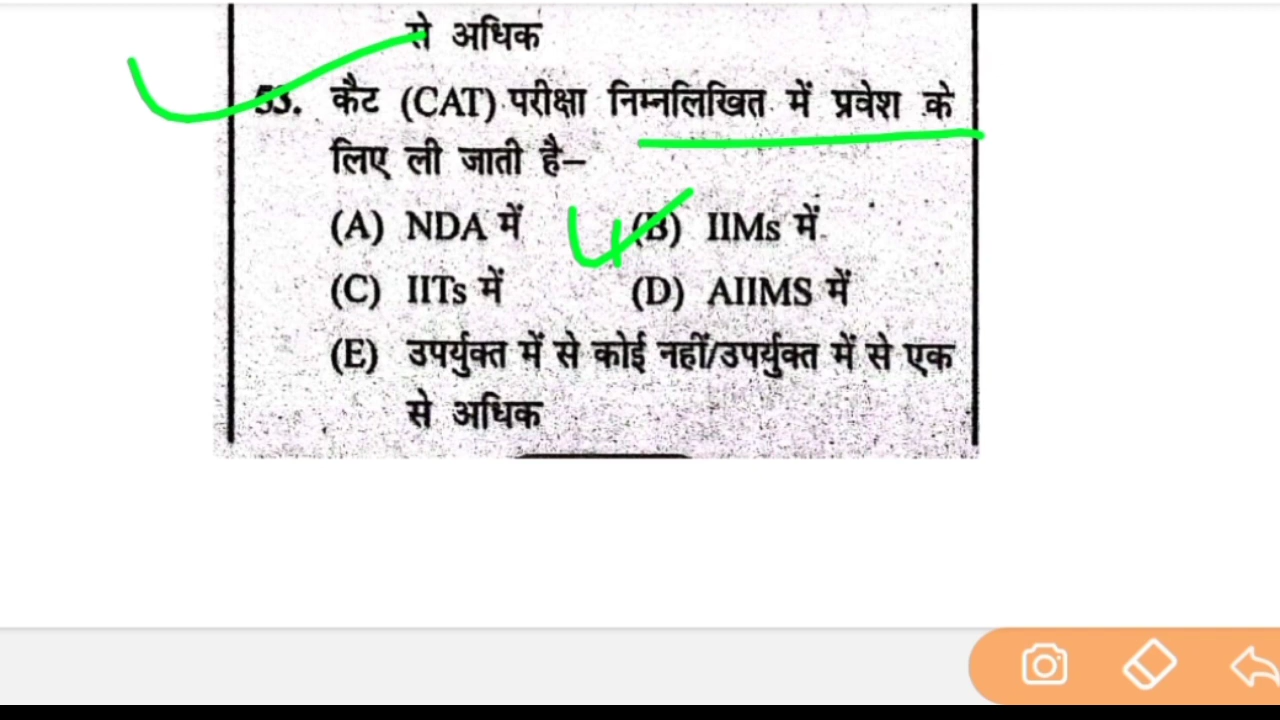 से अधिक
53. कैट (CAT) परीक्षा निम्नलिखित में प्रवेश के
लिए ली जाती है–
(A) NDA में (B) IIMs में
(C) IITs में (D) AIIMS में
(E) उपर्युक्त में से कोई नहीं/उपर्युक्त में से एक
से अधिक